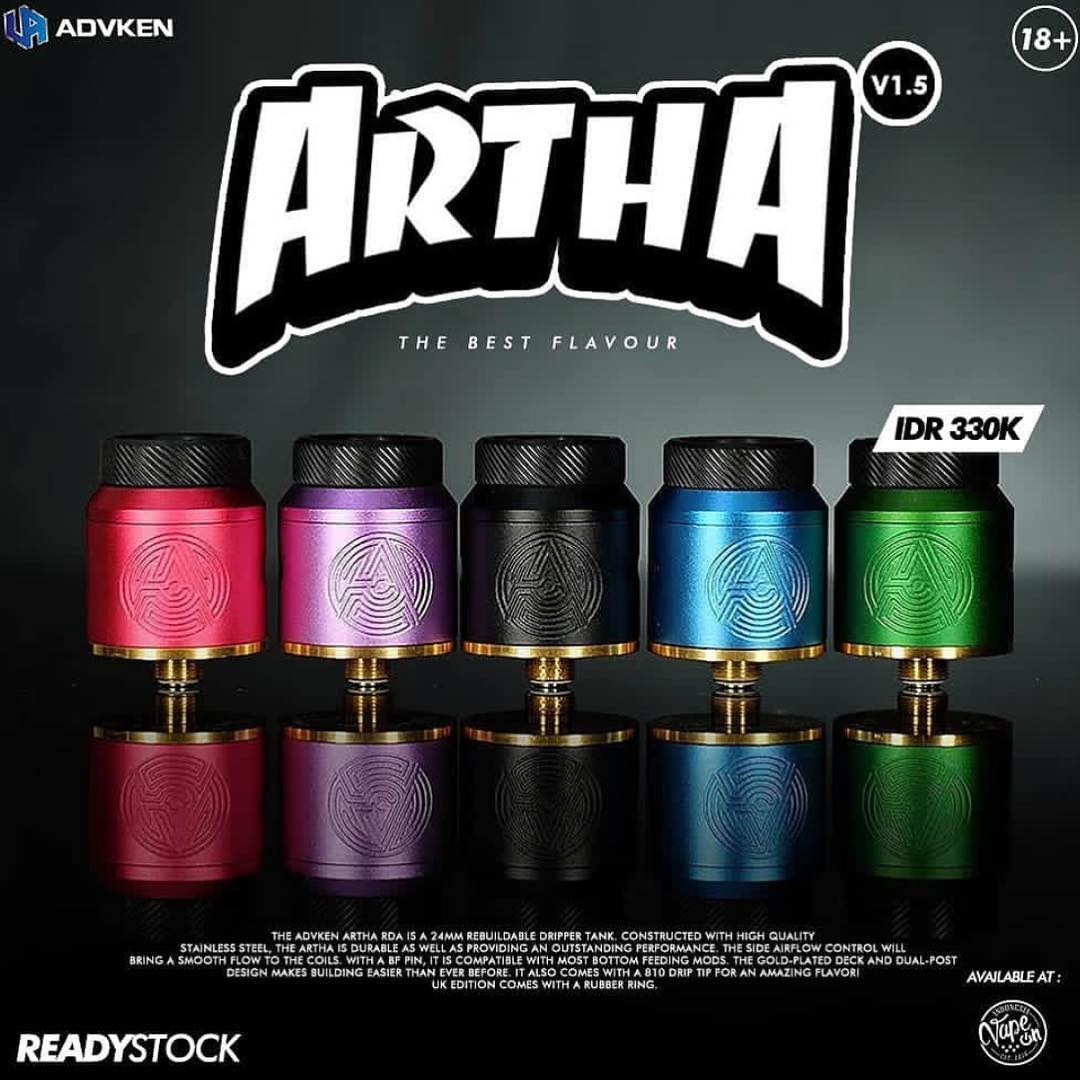 ADVKEN
18+
ARTHA
V1.5
THE BEST FLAVOUR
IDR 330K
THE ADVKEN ARTHA RDA IS A 24MM REBUILDABLE DRIPPER TANK. CONSTRUCTED WITH HIGH QUALITY
STAINLESS STEEL, THE ARTHA IS DURABLE AS WELL AS PROVIDING AN OUTSTANDING PERFORMANCE. THE SIDE AIRFLOW CONTROL WILL
BRING A SMOOTH FLOW TO THE COILS. WITH A BF PIN, IT IS COMPATIBLE WITH MOST BOTTOM FEEDING MODS. THE GOLD-PLATED DECK AND DUAL-POST
DESIGN MAKES BUILDING EASIER THAN EVER BEFORE. IT ALSO COMES WITH A 810 DRIP TIP FOR AN AMAZING FLAVOR!
UK EDITION COMES WITH A RUBBER RING.
AVAILABLE AT :
INDONESIA
Vape On
READYSTOCK